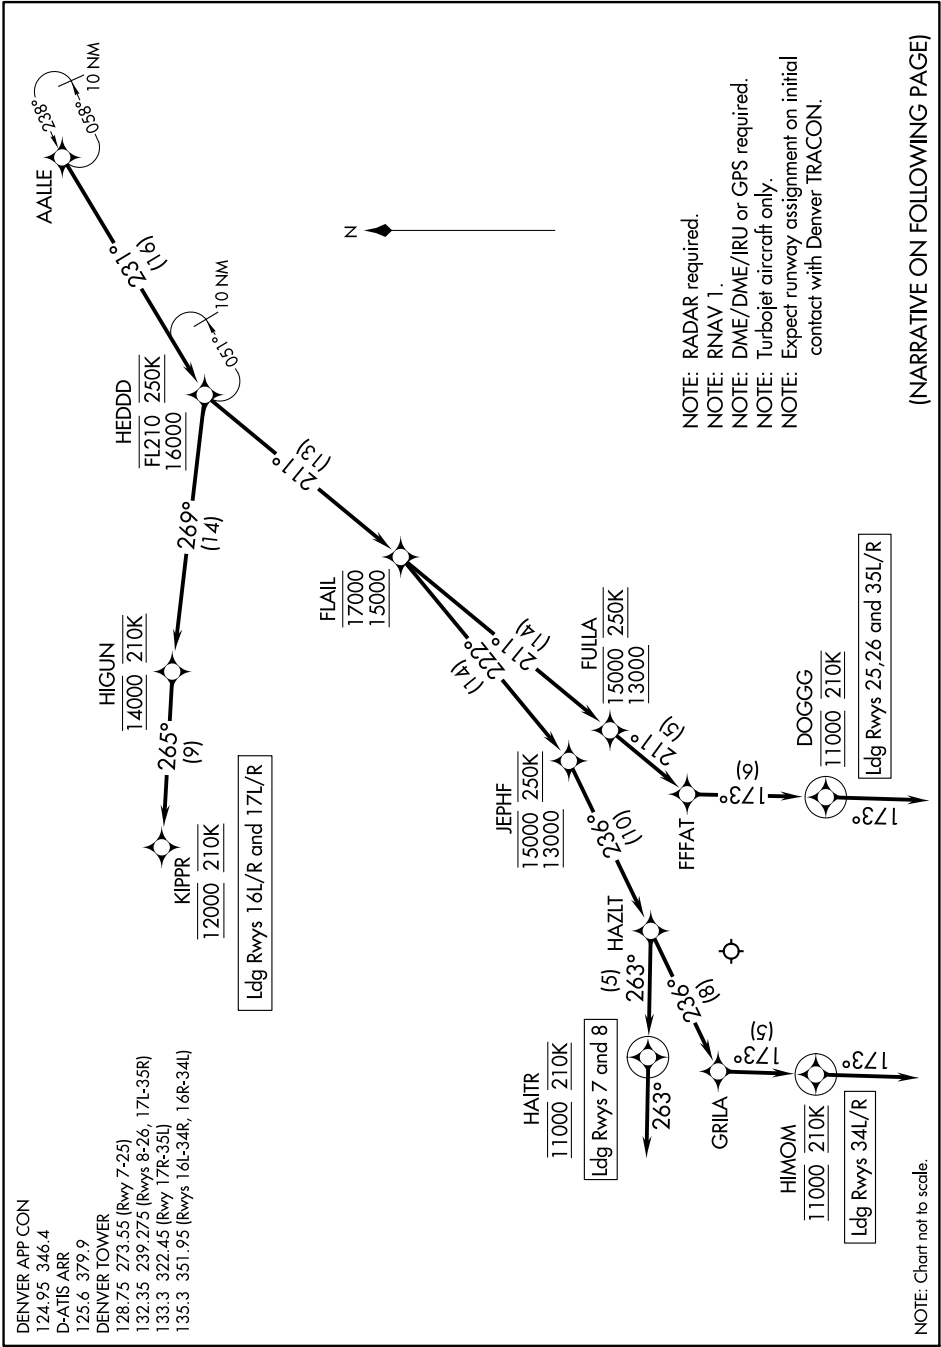 DENVER APP CON
124.95 346.4
D-ATIS ARR
125.6 379.9
DENVER TOWER
128.75 273.55 (Rwy 7-25)
132.35 239.275 (Rwys 8-26, 17L-35R)
133.3 322.45 (Rwy 17R-35L)
135.3 351.95 (Rwys 16L-34R, 16R-34L)
AALLE
238°
058°
10 NM
231°
(16)
HEDDD
FL210 250K
16000
051°
10 NM
269°
(14)
HIGUN
14000 210K
265°
(9)
KIPPR
12000 210K
Ldg Rwys 16L/R and 17L/R
N
211°
(13)
FLAIL
17000
15000
222°
(14)
211°
(14)
JEPHF
15000 250K
13000
FULLA
15000 250K
13000
236°
(10)
211°
(5)
HAZLT
FFFAT
263°
(5)
HAITR
11000 210K
Ldg Rwys 7 and 8
263°
236°
(8)
GRILA
173°
(5)
HIMOM
11000 210K
Ldg Rwys 34L/R
173°
173°
(6)
DOGGG
11000 210K
Ldg Rwys 25,26 and 35L/R
173°
NOTE: RADAR required.
NOTE: RNAV 1.
NOTE: DME/DME/IRU or GPS required.
NOTE: Turbojet aircraft only.
NOTE: Expect runway assignment on initial
contact with Denver TRACON.
NOTE: Chart not to scale.
(NARRATIVE ON FOLLOWING PAGE)